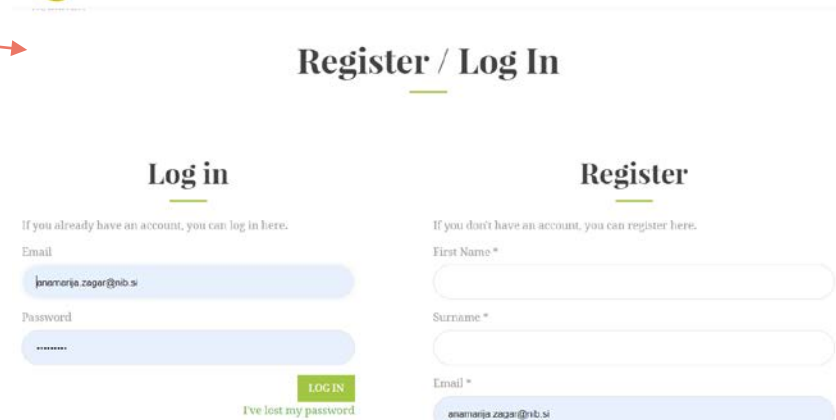 Register / Log In
Log in
If you already have an account, you can log in here.
Email
anamarija.zagar@nib.si
Password
LOG IN
I've lost my password
Register
If you don't have an account, you can register here.
First Name *
Surname *
Email *
anamarija.zagar@nib.si